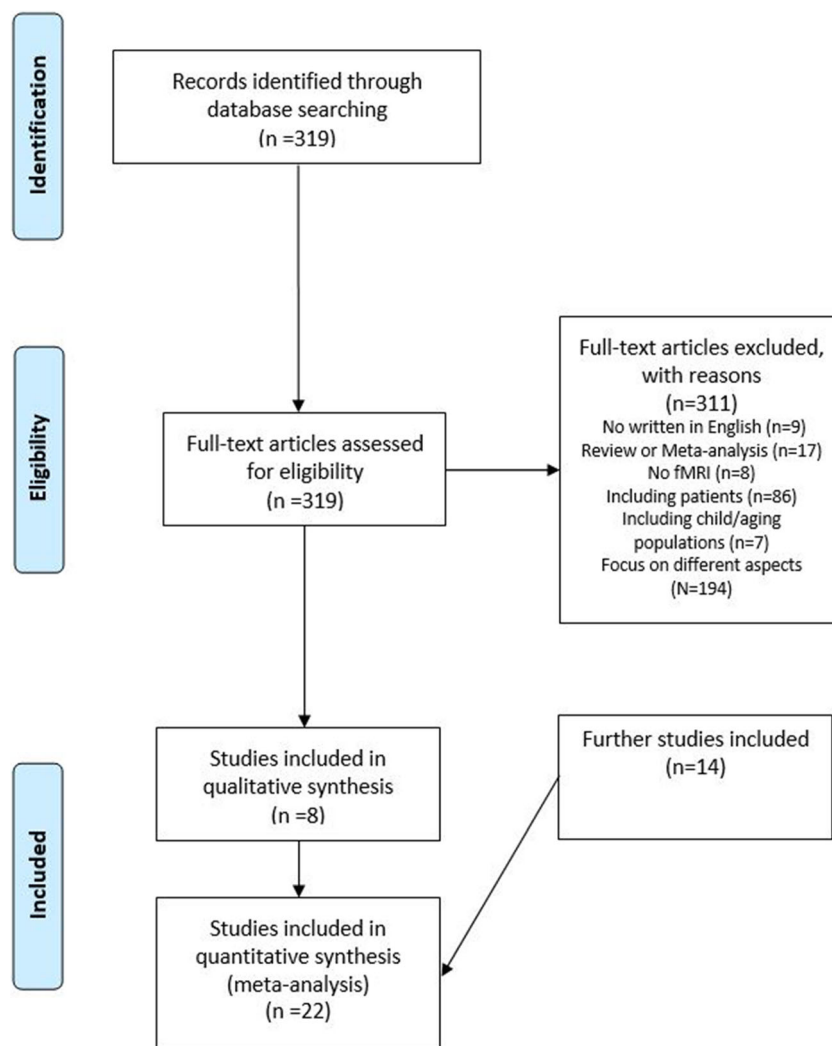 Identification
Records identified through
database searching
(n =319)
Eligibility
Full-text articles assessed
for eligibility
(n =319)
Full-text articles excluded,
with reasons
(n=311)
No written in English (n=9)
Review or Meta-analysis (n=17)
No fMRI (n=8)
Including patients (n=86)
Including child/aging
populations (n=7)
Focus on different aspects
(N=194)
Included
Studies included in
qualitative synthesis
(n =8)
Further studies included
(n=14)
Studies included in
quantitative synthesis
(meta-analysis)
(n =22)